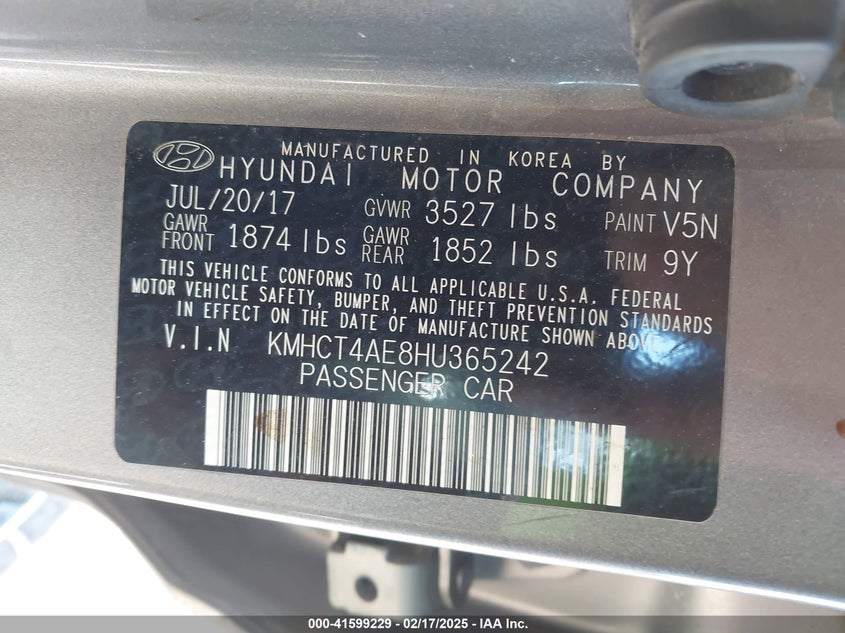 MANUFACTURED IN KOREA BY
HYUNDAI MOTOR COMPANY
JUL/20/17 GVWR 3527 lbs PAINT V5N
GAWR FRONT 1874 lbs GAWR REAR 1852 lbs TRIM 9Y
THIS VEHICLE CONFORMS TO ALL APPLICABLE U.S.A. FEDERAL
MOTOR VEHICLE SAFETY, BUMPER, AND THEFT PREVENTION STANDARDS
IN EFFECT ON THE DATE OF MANUFACTURE SHOWN ABOVE
V.I.N KMHCT4AE8HU365242
PASSENGER CAR
000-41599229 - 02/17/2025 - IAA Inc.